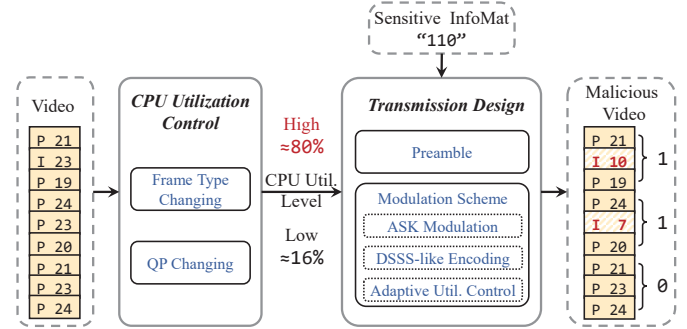 Sensitive InfoMat
“110”
Video
P 21
I 23
P 19
P 24
P 23
P 20
P 21
P 23
P 24
CPU Utilization
Control
Frame Type
Changing
QP Changing
High
≈80%
CPU Util.
Level
Low
≈16%
Transmission Design
Preamble
Modulation Scheme
ASK Modulation
DSSS-like Encoding
Adaptive Util. Control
Malicious
Video
P 21
I 10
P 19
P 24
I 7
P 20
P 21
P 23
P 24
1
1
0